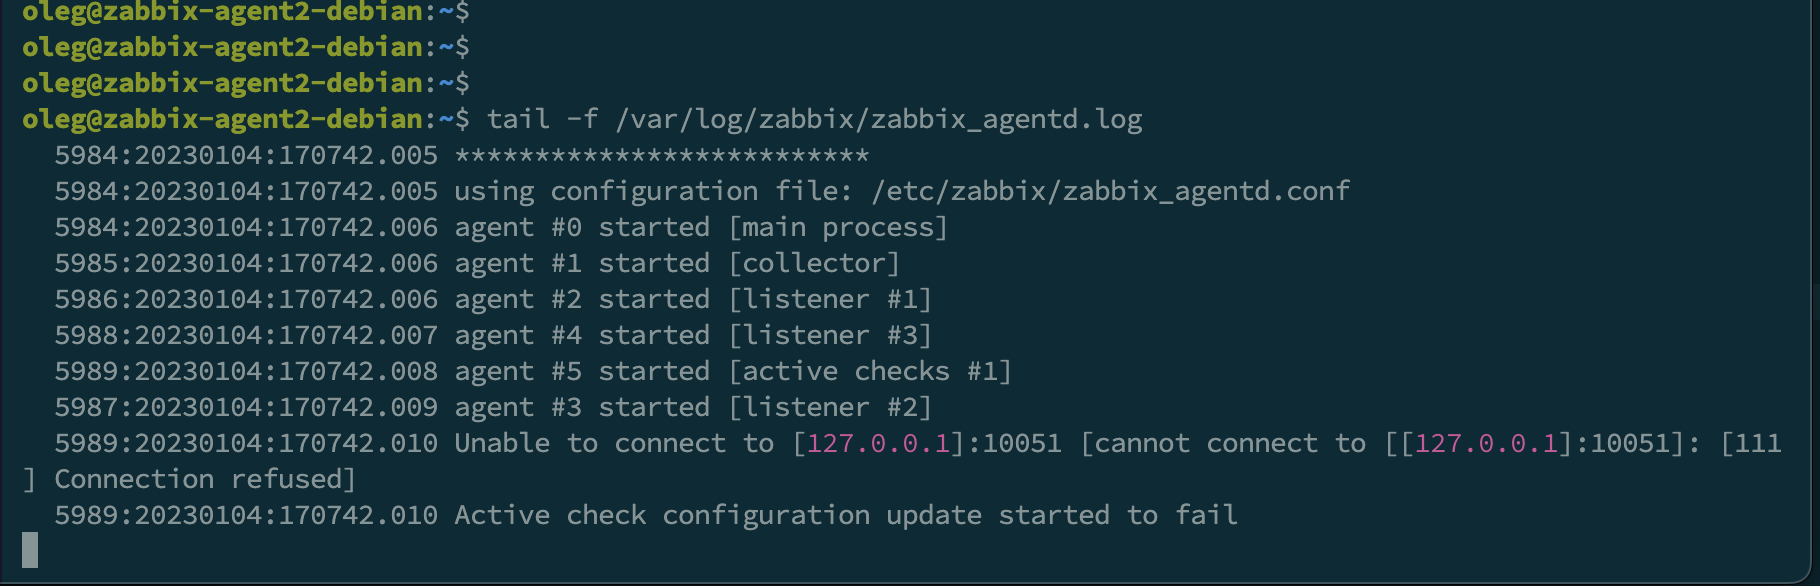 oleg@zabbix-agent2-debian:~$
oleg@zabbix-agent2-debian:~$
oleg@zabbix-agent2-debian:~$
oleg@zabbix-agent2-debian:~$ tail -f /var/log/zabbix/zabbix_agentd.log
  5984:20230104:170742.005 **************************
  5984:20230104:170742.005 using configuration file: /etc/zabbix/zabbix_agentd.conf
  5984:20230104:170742.006 agent #0 started [main process]
  5985:20230104:170742.006 agent #1 started [collector]
  5986:20230104:170742.006 agent #2 started [listener #1]
  5988:20230104:170742.007 agent #4 started [listener #3]
  5989:20230104:170742.008 agent #5 started [active checks #1]
  5987:20230104:170742.009 agent #3 started [listener #2]
  5989:20230104:170742.010 Unable to connect to [127.0.0.1]:10051 [cannot connect to [[127.0.0.1]:10051]: [111
] Connection refused]
  5989:20230104:170742.010 Active check configuration update started to fail